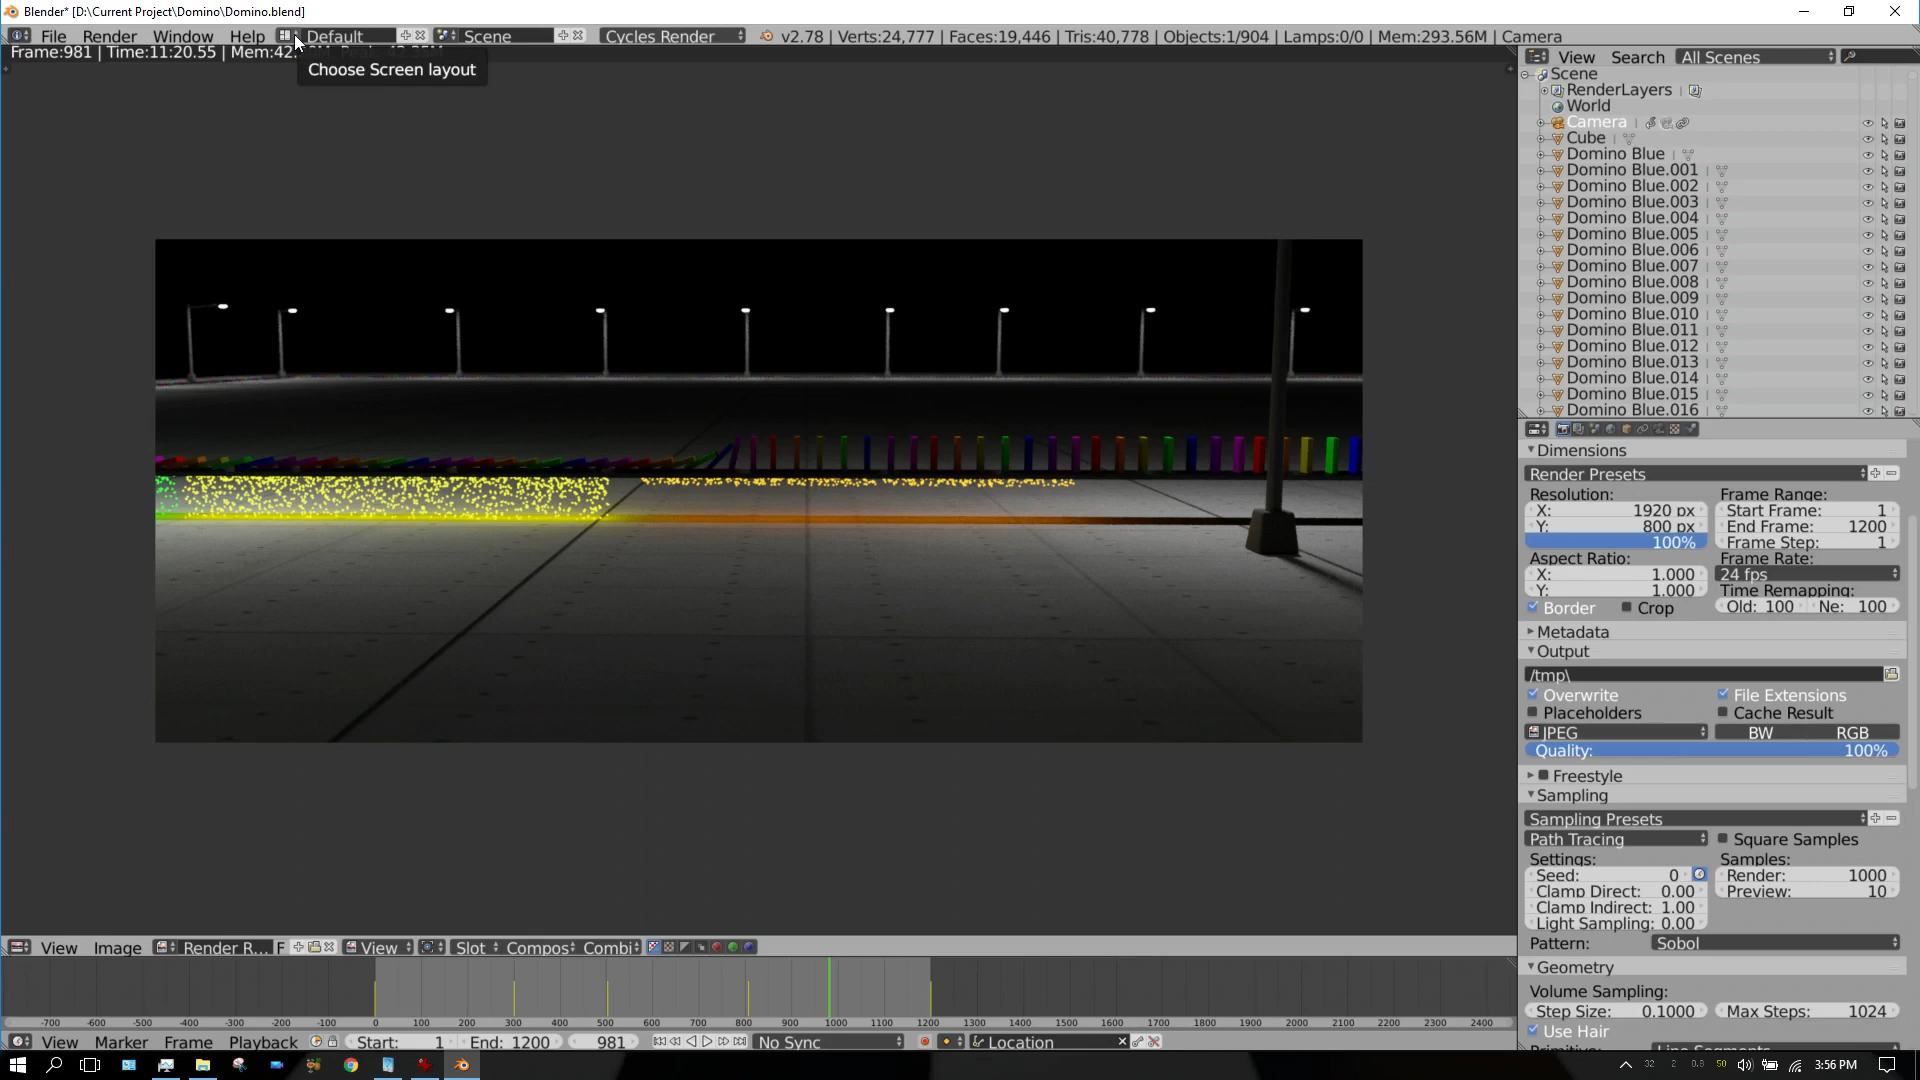 Blender* [D:\Current Project\Domino\Domino.blend]
File Render Window Help Default Scene Cycles Render v2.78 | Verts:24,777 | Faces:19,446 | Tris:40,778 | Objects:1/904 | Lamps:0/0 | Mem:293.56M | Camera
Frame:981 | Time:11:20.55 | Mem:42
Choose Screen layout
View Search All Scenes
Scene
RenderLayers
World
Camera
Cube
Domino Blue
Domino Blue.001
Domino Blue.002
Domino Blue.003
Domino Blue.004
Domino Blue.005
Domino Blue.006
Domino Blue.007
Domino Blue.008
Domino Blue.009
Domino Blue.010
Domino Blue.011
Domino Blue.012
Domino Blue.013
Domino Blue.014
Domino Blue.015
Domino Blue.016
Dimensions
Render Presets
Resolution: Frame Range:
X: 1920 px Start Frame: 1
Y: 800 px End Frame: 1200
100% Frame Step: 1
Aspect Ratio: Frame Rate:
X: 1.000 24 fps
Y: 1.000 Time Remapping:
Border Crop Old: 100 Ne: 100
Metadata
Output
/tmp\
Overwrite File Extensions
Placeholders Cache Result
JPEG BW RGB
Quality: 100%
Freestyle
Sampling
Sampling Presets
Path Tracing Square Samples
Settings: Samples:
Seed: 0 Render: 1000
Clamp Direct: 0.00 Preview: 10
Clamp Indirect: 1.00
Light Sampling: 0.00
Pattern: Sobol
Geometry
Volume Sampling:
Step Size: 0.1000 Max Steps: 1024
Use Hair
Primitive: Line Segments
View Image Render R... F View Slot Compos Combi
-700 -600 -500 -400 -300 -200 -100 0 100 200 300 400 500 600 700 800 900 1000 1100 1200 1300 1400 1500 1600 1700 1800 1900 2000 2100 2200 2300 2400
View Marker Frame Playback Start: 1 End: 1200 981 No Sync Location
32 2 0.8 50 3:56 PM